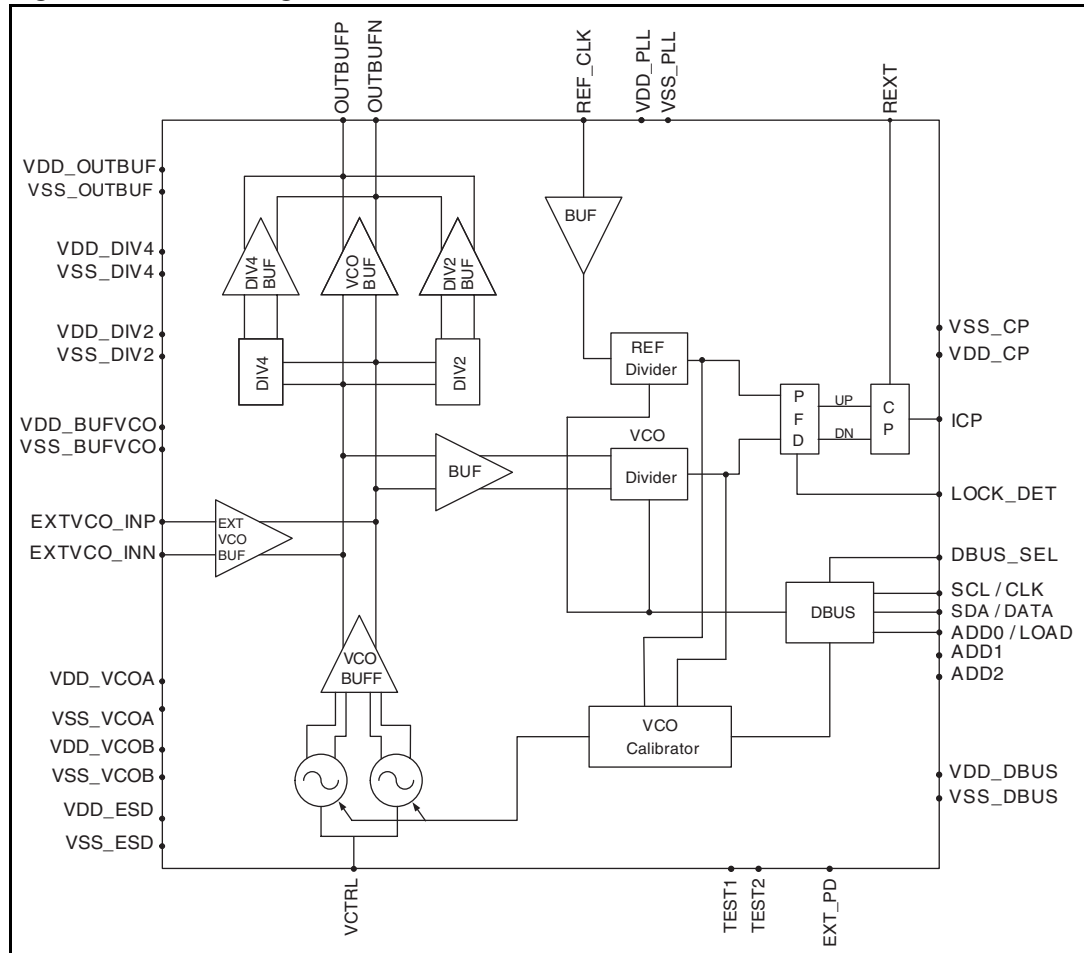 OUTBUFP
OUTBUFN
REF_CLK
VDD_PLL
VSS_PLL
REXT
VDD_OUTBUF
VSS_OUTBUF
VDD_DIV4
VSS_DIV4
VDD_DIV2
VSS_DIV2
VDD_BUFVCO
VSS_BUFVCO
EXTVCO_INP
EXTVCO_INN
VDD_VCOA
VSS_VCOA
VDD_VCOB
VSS_VCOB
VDD_ESD
VSS_ESD
DIV4
BUF
VCO
BUF
DIV2
BUF
DIV4
DIV2
BUF
REF
Divider
VCO
Divider
BUF
EXT
VCO
BUF
P
F
D
UP
DN
C
P
VCO
BUFF
VCO
Calibrator
DBUS
VSS_CP
VDD_CP
ICP
LOCK_DET
DBUS_SEL
SCL / CLK
SDA / DATA
ADD0 / LOAD
ADD1
ADD2
VDD_DBUS
VSS_DBUS
VCTRL
TEST1
TEST2
EXT_PD